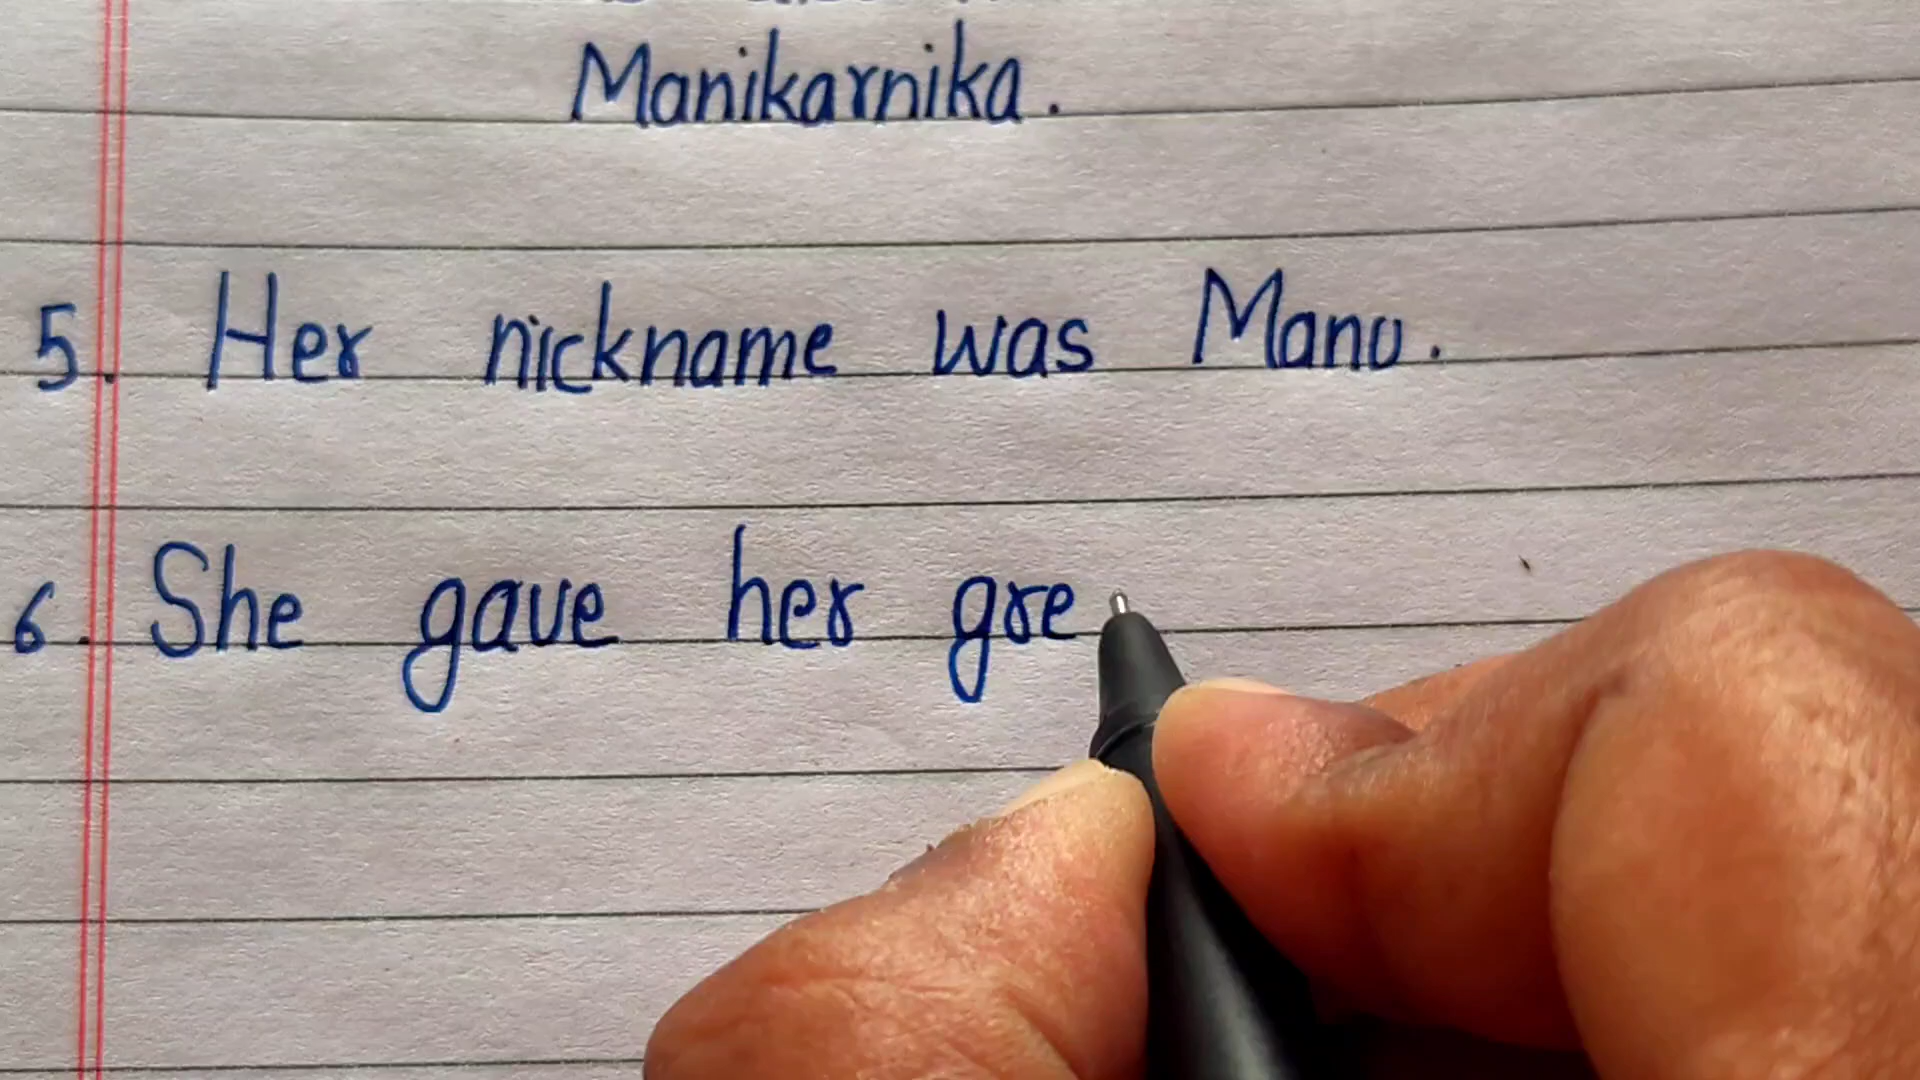 Manikarnika.
5. Her nickname was Manu.
6. She gave her gre